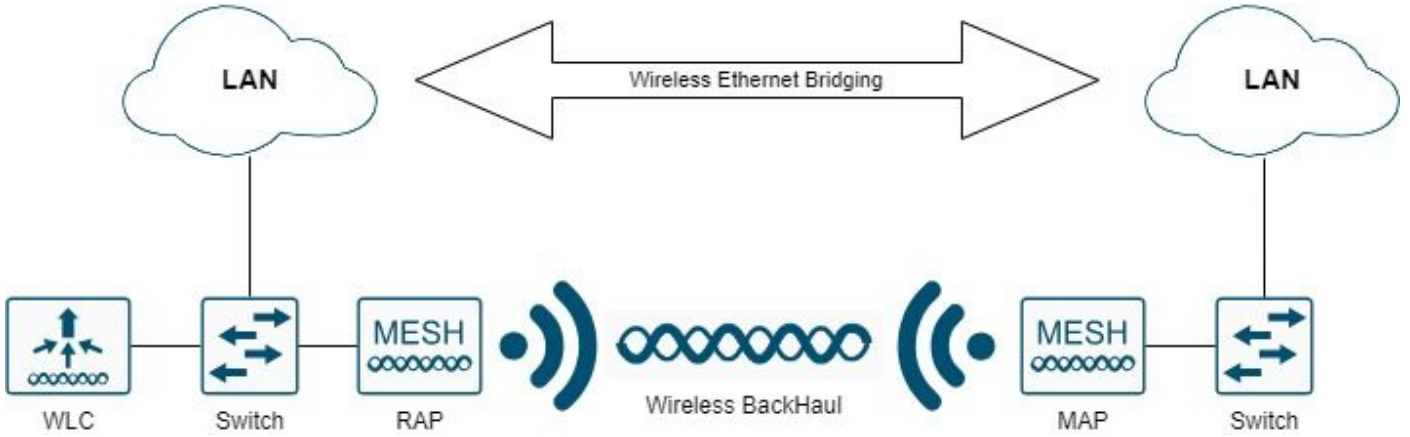 LAN
Wireless Ethernet Bridging
LAN
MESH
MESH
WLC
Switch
RAP
Wireless BackHaul
MAP
Switch